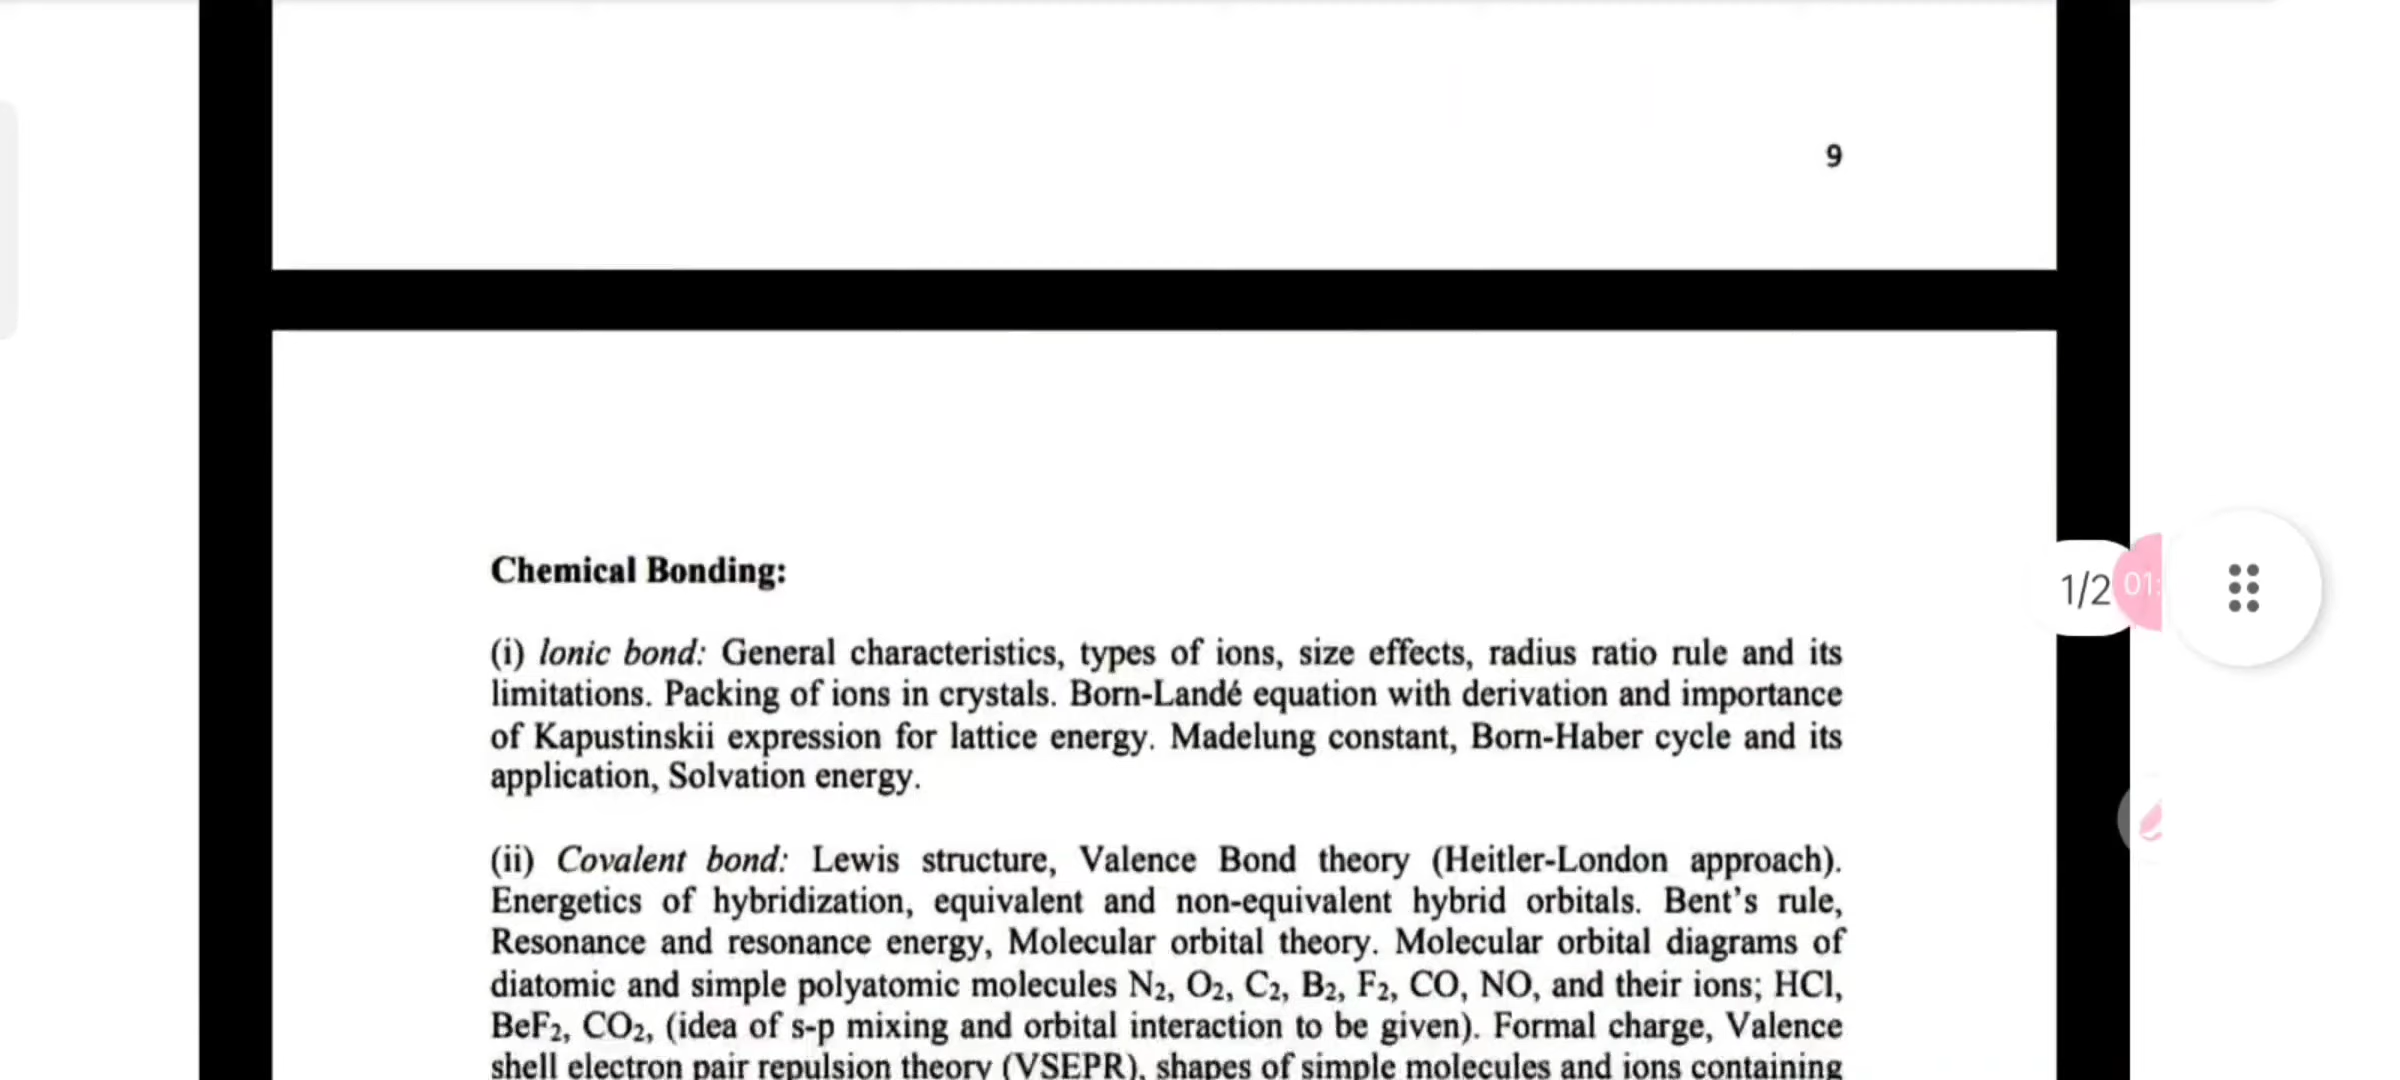 9
Chemical Bonding:
1/2 01:
(i) Ionic bond: General characteristics, types of ions, size effects, radius ratio rule and its
limitations. Packing of ions in crystals. Born-Landé equation with derivation and importance
of Kapustinskii expression for lattice energy. Madelung constant, Born-Haber cycle and its
application, Solvation energy.
(ii) Covalent bond: Lewis structure, Valence Bond theory (Heitler-London approach).
Energetics of hybridization, equivalent and non-equivalent hybrid orbitals. Bent’s rule,
Resonance and resonance energy, Molecular orbital theory. Molecular orbital diagrams of
diatomic and simple polyatomic molecules N₂, O₂, C₂, B₂, F₂, CO, NO, and their ions; HCl,
BeF₂, CO₂, (idea of s-p mixing and orbital interaction to be given). Formal charge, Valence
shell electron pair repulsion theory (VSEPR), shapes of simple molecules and ions containing